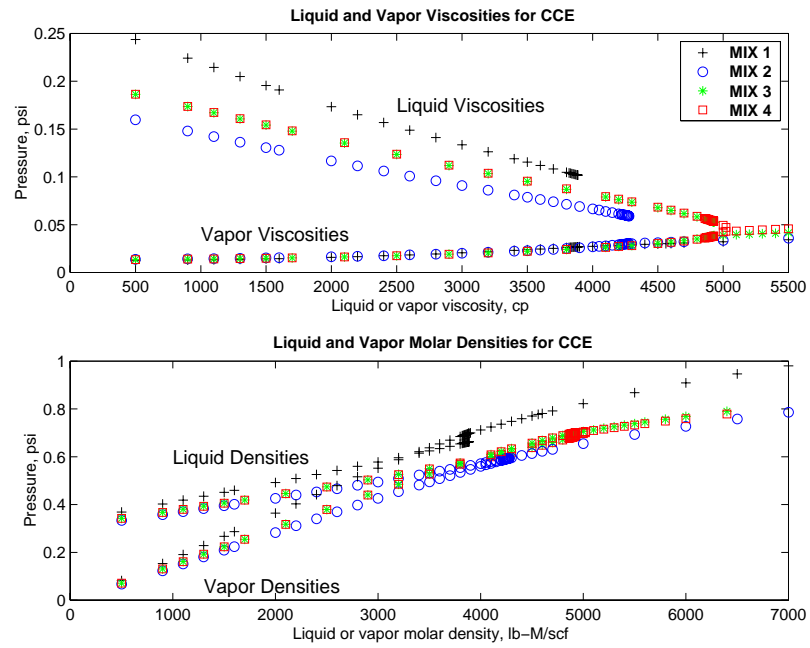 Liquid and Vapor Viscosities for CCE
0.25
0.2
0.15
0.1
0.05
0
Pressure, psi
Liquid Viscosities
Vapor Viscosities
MIX 1
MIX 2
MIX 3
MIX 4
0 500 1000 1500 2000 2500 3000 3500 4000 4500 5000 5500
Liquid or vapor viscosity, cp
Liquid and Vapor Molar Densities for CCE
1
0.8
0.6
0.4
0.2
0
Pressure, psi
Liquid Densities
Vapor Densities
0 1000 2000 3000 4000 5000 6000 7000
Liquid or vapor molar density, lb−M/scf